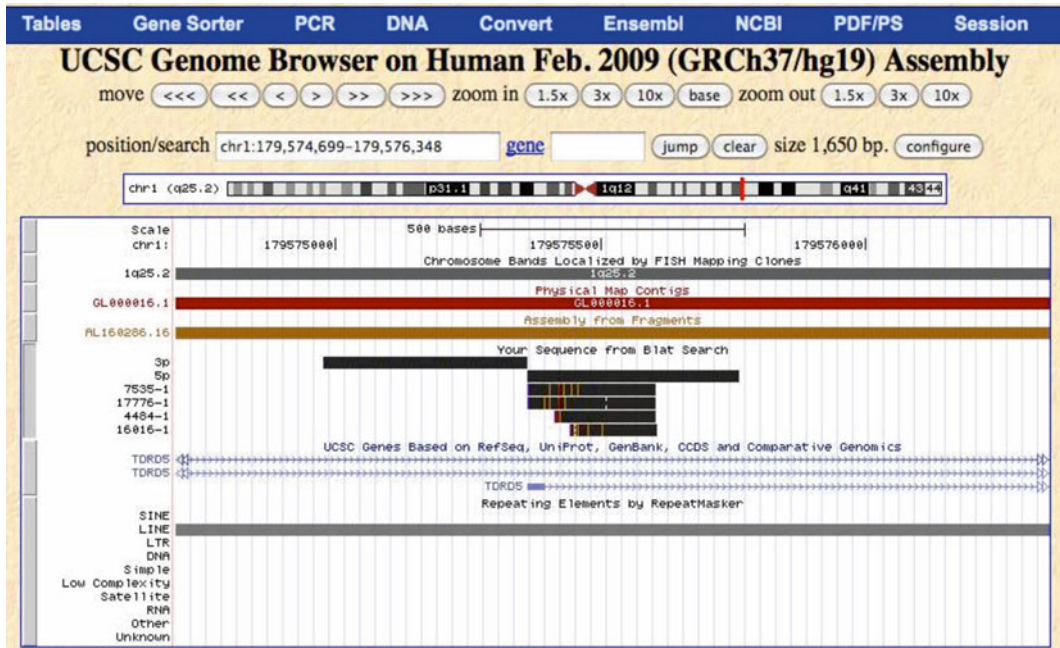 Tables Gene Sorter PCR DNA Convert Ensembl NCBI PDF/PS Session
UCSC Genome Browser on Human Feb. 2009 (GRCh37/hg19) Assembly
move <<< << < > >> >>> zoom in 1.5x 3x 10x base zoom out 1.5x 3x 10x
position/search chr1:179,574,699-179,576,348 gene jump clear size 1,650 bp. configure
chr1 (q25.2) p31.1 1q12 q41 43 44
Scale 500 bases
chr1: 179575000| 179575500| 179576000|
Chromosome Bands Localized by FISH Mapping Clones
1q25.2 1q25.2
Physical Map Contigs
GL000016.1 GL000016.1
Assembly from Fragments
AL160286.16
Your Sequence from Blat Search
3p
5p
7535-1
17776-1
4484-1
16016-1
UCSC Genes Based on RefSeq, UniProt, GenBank, CCDS and Comparative Genomics
TDRD5
TDRD5
TDRD5
Repeating Elements by RepeatMasker
SINE
LINE
LTR
DNA
Simple
Low Complexity
Satellite
RNA
Other
Unknown